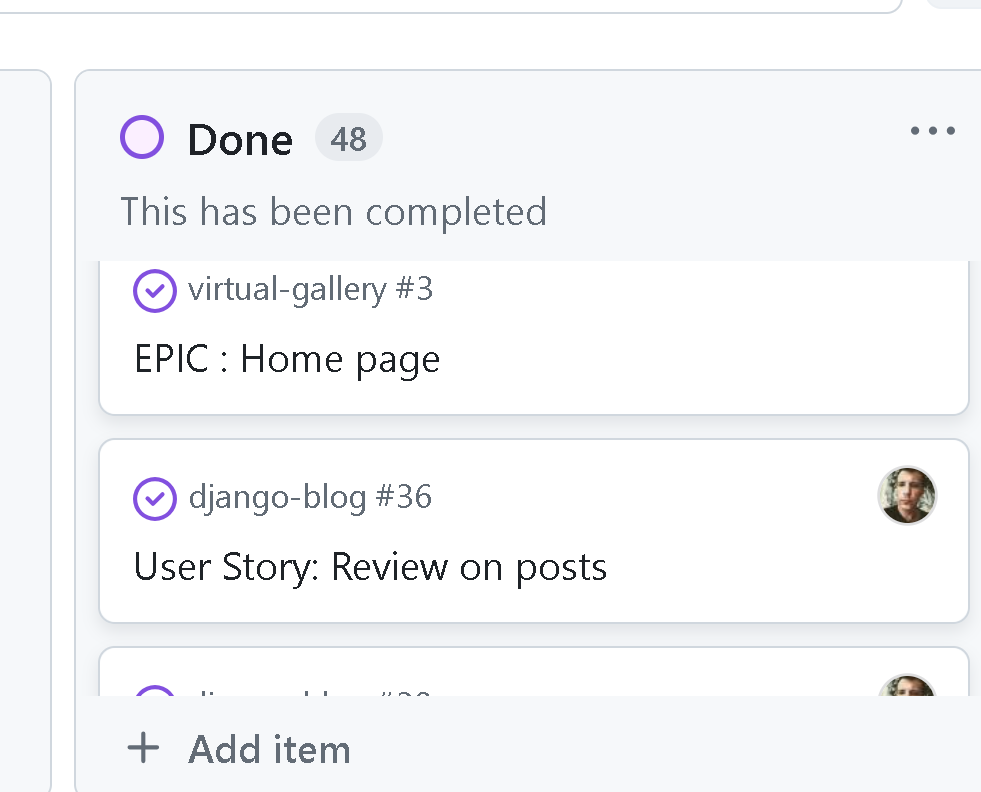 Done 48
This has been completed
virtual-gallery #3
EPIC : Home page
django-blog #36
User Story: Review on posts
Add item